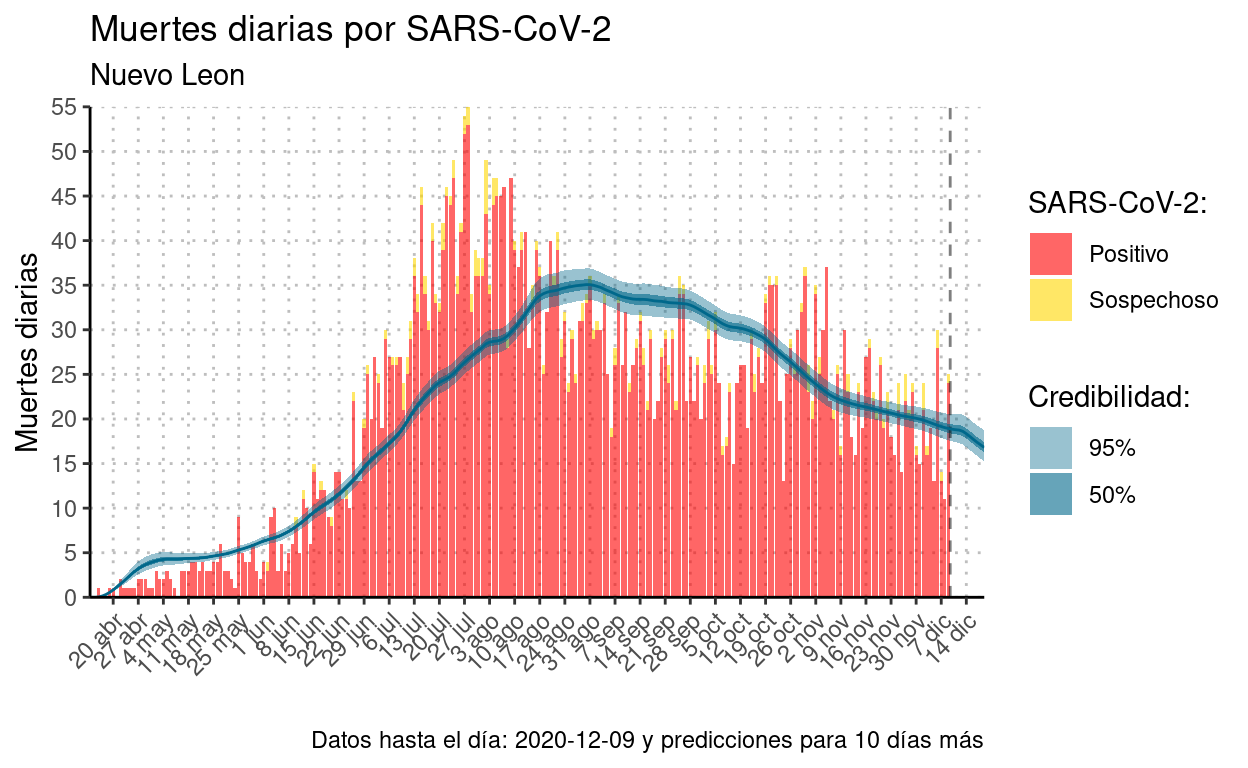 Muertes diarias por SARS-CoV-2
Nuevo Leon
Muertes diarias
55
50
45
40
35
30
25
20
15
10
5
0
20 abr
27 abr
4 may
11 may
18 may
25 may
1 jun
8 jun
15 jun
22 jun
29 jun
6 jul
13 jul
20 jul
27 jul
3 ago
10 ago
17 ago
24 ago
31 ago
7 sep
14 sep
21 sep
28 sep
5 oct
12 oct
19 oct
26 oct
2 nov
9 nov
16 nov
23 nov
30 nov
7 dic
14 dic
SARS-CoV-2:
Positivo
Sospechoso
Credibilidad:
95%
50%
Datos hasta el día: 2020-12-09 y predicciones para 10 días más